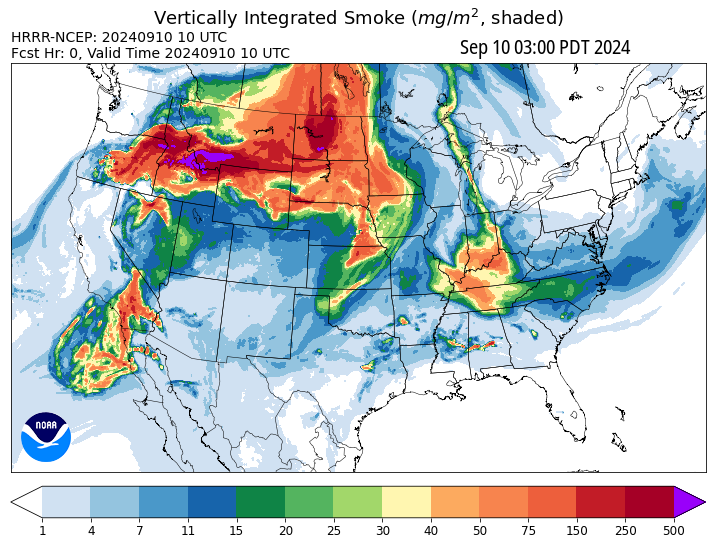 Vertically Integrated Smoke (mg/m², shaded)
HRRR-NCEP: 20240910 10 UTC
Fcst Hr: 0, Valid Time 20240910 10 UTC
Sep 10 03:00 PDT 2024
NOAA
1 4 7 11 15 20 25 30 40 50 75 150 250 500